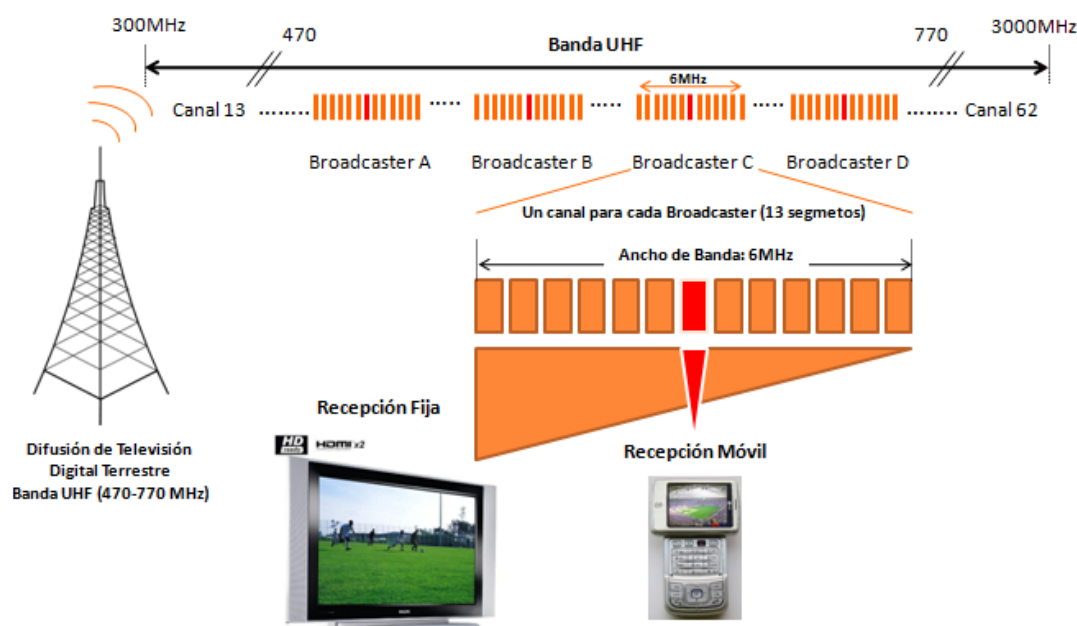 300MHz
470
Banda UHF
770
3000MHz
6MHz
Canal 13
Canal 62
Broadcaster A
Broadcaster B
Broadcaster C
Broadcaster D
Un canal para cada Broadcaster (13 segmetos)
Ancho de Banda: 6MHz
Recepción Fija
HD
ready
HDMI x2
Recepción Móvil
Difusión de Televisión
Digital Terrestre
Banda UHF (470-770 MHz)